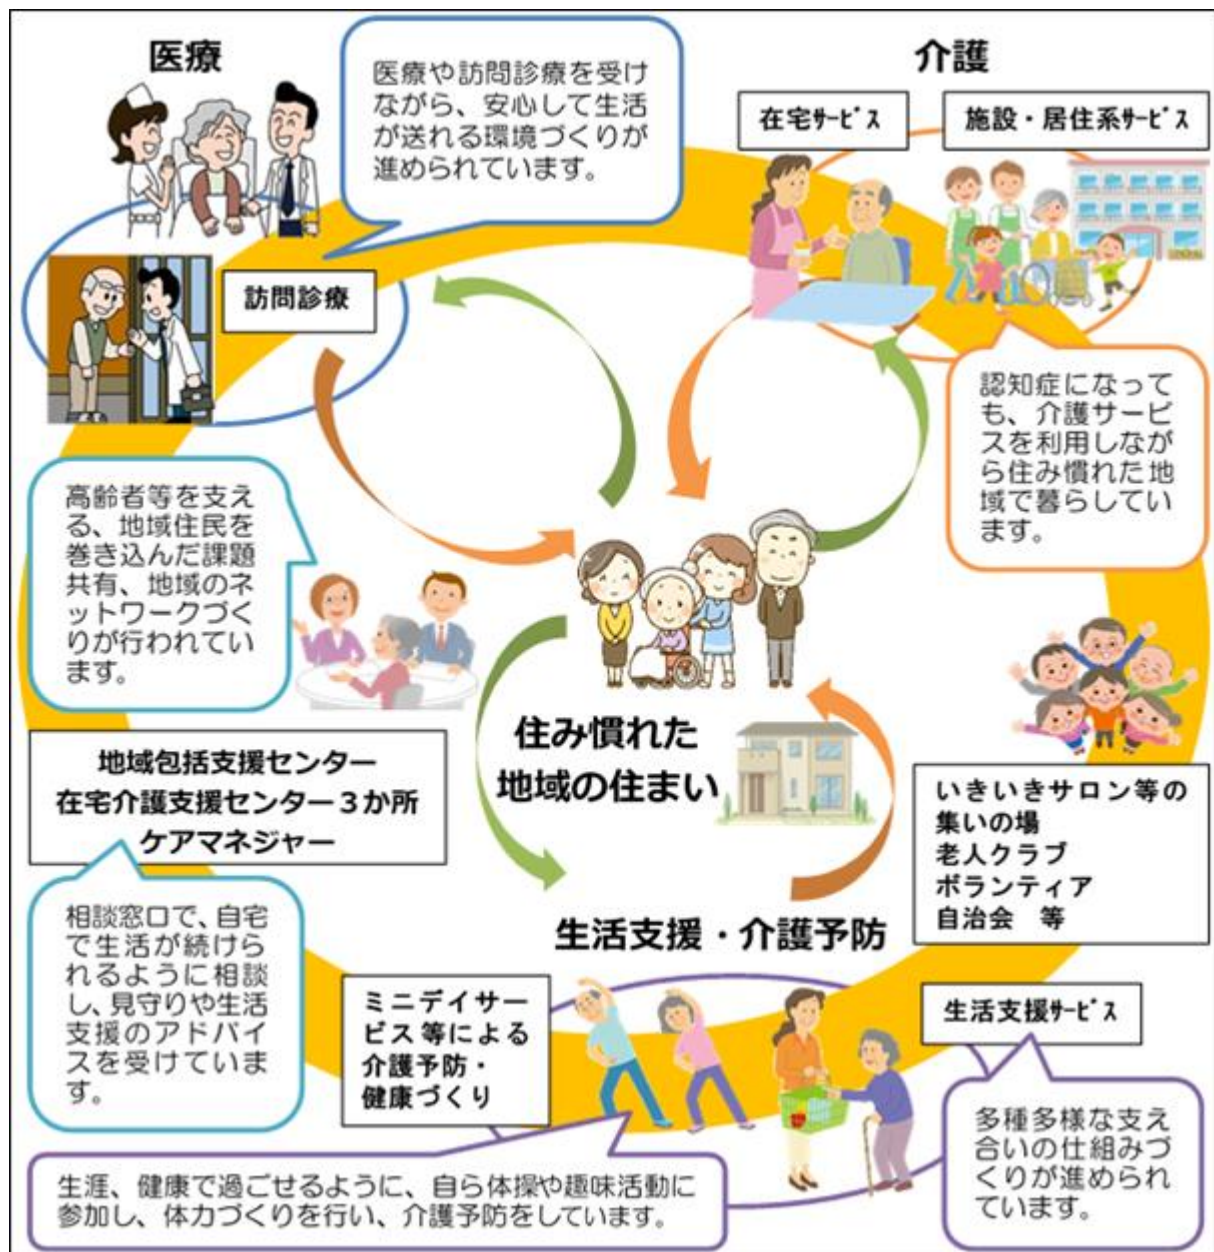 医療
医療や訪問診療を受け
ながら、安心して生活
が送れる環境づくりが
進められています。
介護
在宅ｻｰﾋﾞｽ
施設・居住系サービス
訪問診療
認知症になって
も、介護サービ
スを利用しなが
ら住み慣れた地
域で暮らしてい
ます。
高齢者等を支え
る、地域住民を
巻き込んだ課題
共有、地域のネ
ットワークづく
りが行われてい
ます。
住み慣れた
地域の住まい
地域包括支援センター
在宅介護支援センター３か所
ケアマネジャー
いきいきサロン等の
集いの場
老人クラブ
ボランティア
自治会　等
相談窓口で、自宅
で生活が続けら
れるように相談
し、見守りや生活
支援のアドバイ
スを受けていま
す。
生活支援・介護予防
ミニデイサー
ビス等による
介護予防・
健康づくり
生活支援ｻｰﾋﾞｽ
多種多様な支え
合いの仕組みづ
くりが進められ
ています。
生涯、健康で過ごせるように、自ら体操や趣味活動に
参加し、体力づくりを行い、介護予防をしています。